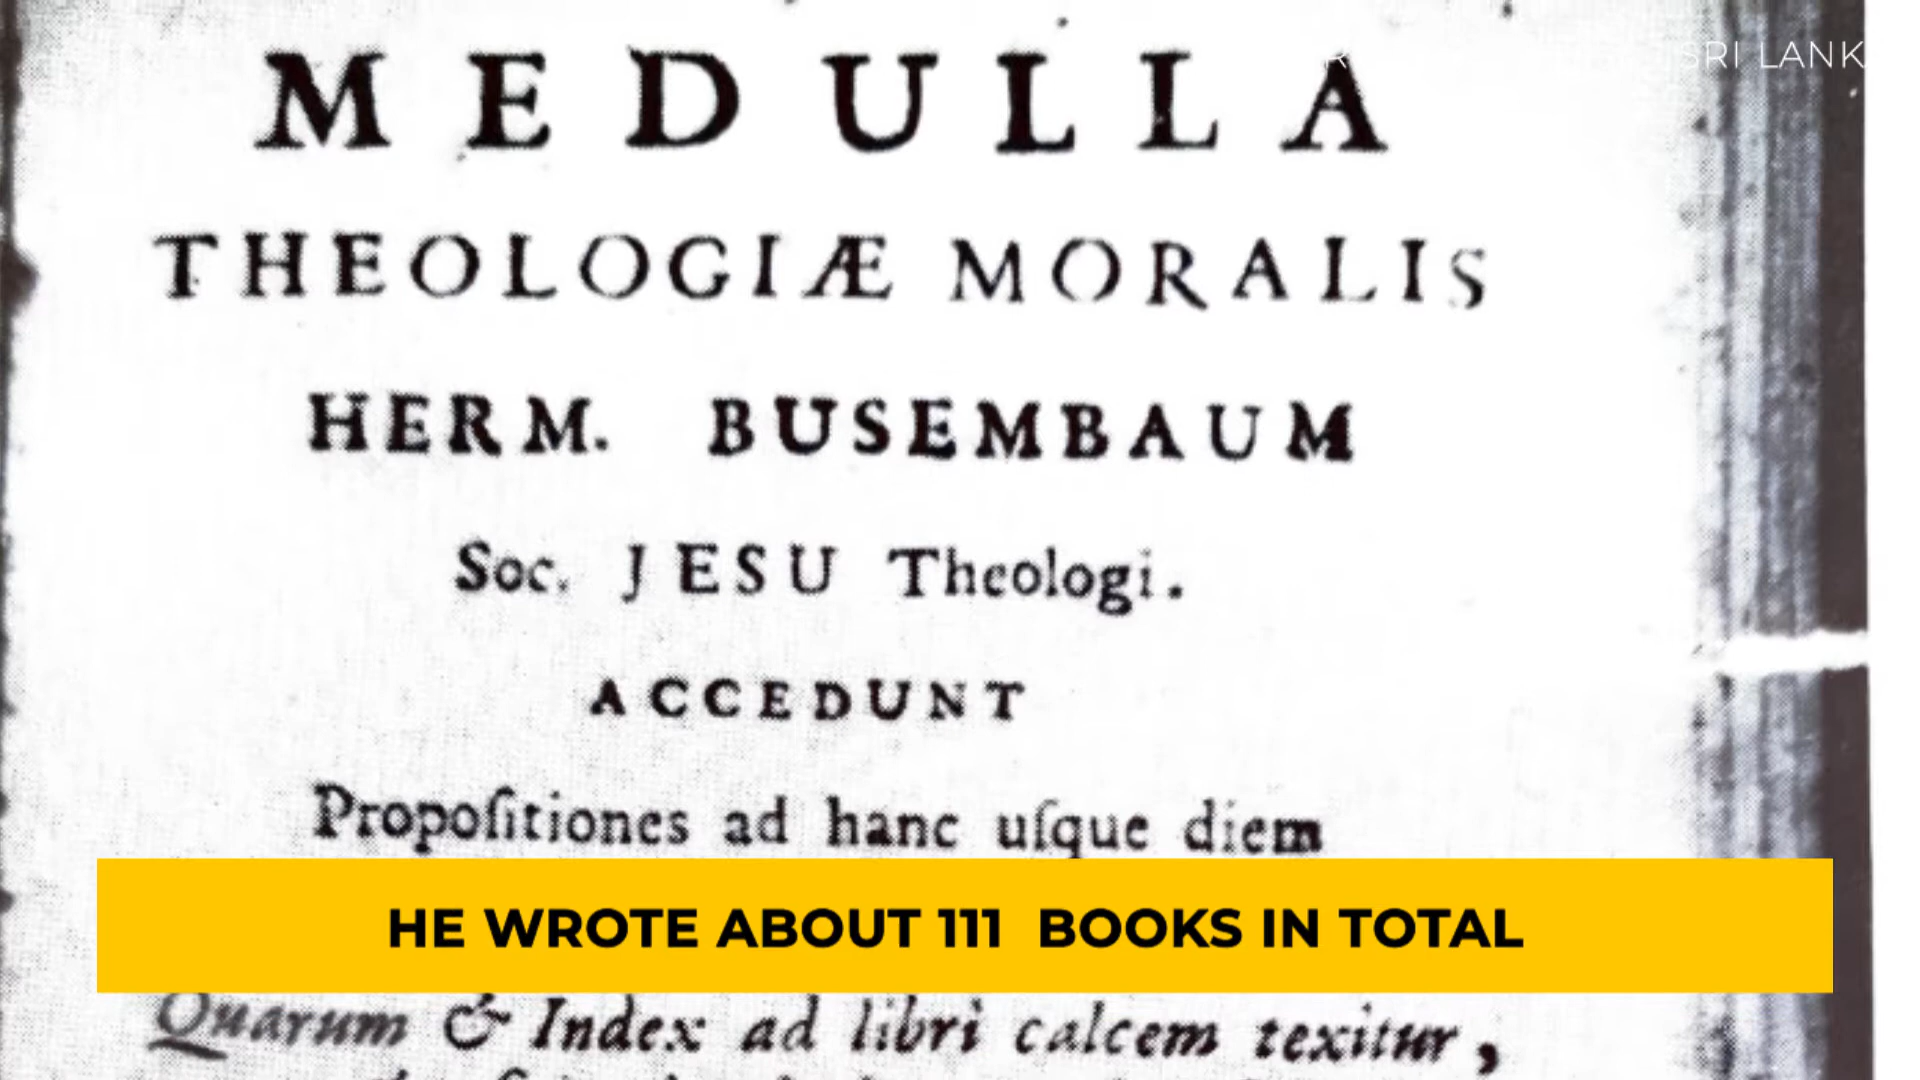 SRI LANK
MEDULLA
THEOLOGIÆ MORALIS
HERM. BUSEMBAUM
Soc. JESU Theologi.
ACCEDUNT
Propoſitiones ad hanc uſque diem
HE WROTE ABOUT 111 BOOKS IN TOTAL
Quarum & Index ad libri calcem texitur,